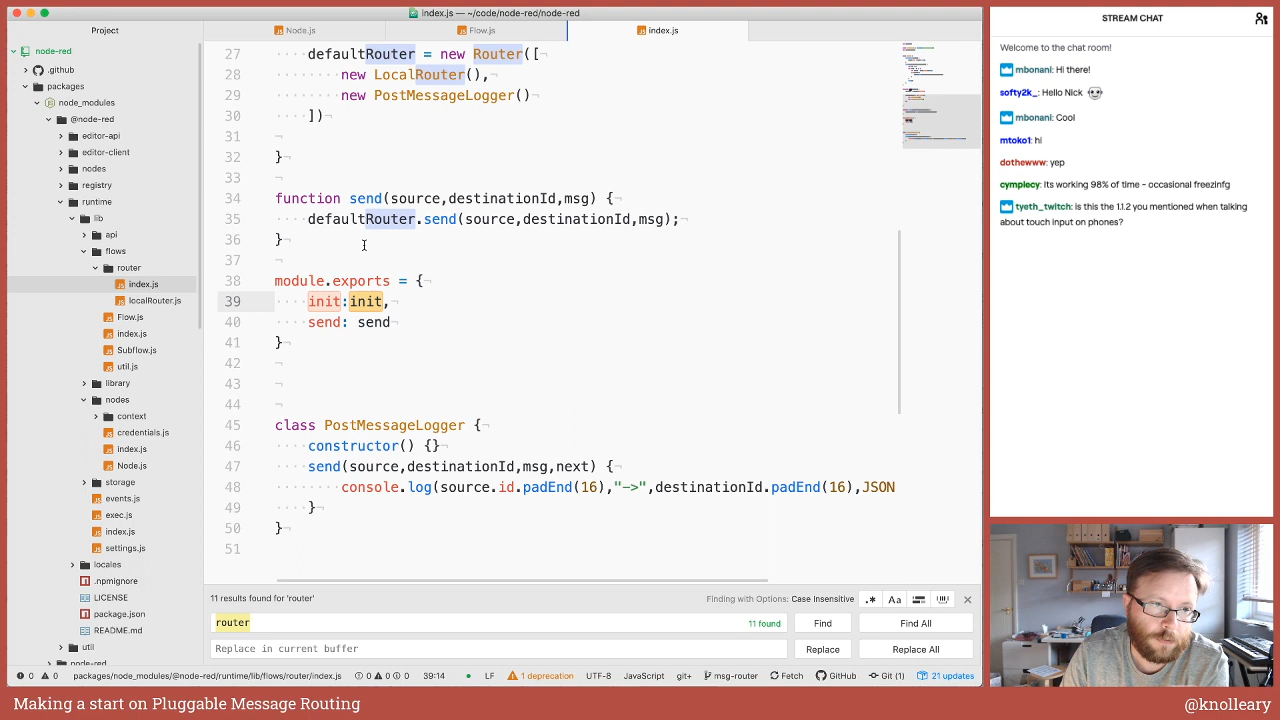 index.js — ~/code/node-red/node-red
Project
Node.js
Flow.js
index.js
node-red
.github
packages
node_modules
@node-red
editor-api
editor-client
nodes
registry
runtime
lib
api
flows
router
index.js
localRouter.js
Flow.js
index.js
Subflow.js
util.js
library
nodes
context
credentials.js
index.js
Node.js
storage
events.js
exec.js
index.js
settings.js
locales
.npmignore
LICENSE
package.json
README.md
util
node-red
27 defaultRouter = new Router([
28 new LocalRouter(),
29 new PostMessageLogger()
30 ])
31
32 }
33
34 function send(source,destinationId,msg) {
35 defaultRouter.send(source,destinationId,msg);
36 }
37
38 module.exports = {
39 init:init,
40 send: send
41 }
42
43
44
45 class PostMessageLogger {
46 constructor() {}
47 send(source,destinationId,msg,next) {
48 console.log(source.id.padEnd(16),"->",destinationId.padEnd(16),JSON
49 }
50 }
51
11 results found for 'router'
Finding with Options: Case Insensitive
.* Aa
router
11 found
Find
Find All
Replace in current buffer
Replace
Replace All
0 0 packages/node_modules/@node-red/runtime/lib/flows/router/index.js 0 0 0 39:14
LF 1 deprecation UTF-8 JavaScript git+ msg-router Fetch GitHub Git (1) 21 updates
STREAM CHAT
Welcome to the chat room!
mbonani: Hi there!
softy2k_: Hello Nick
mbonani: Cool
mtoko1: hi
dothewww: yep
cymplecy: its working 98% of time - occasional freezinfg
tyeth_twitch: is this the 1.1.2 you mentioned when talking
about touch input on phones?
Making a start on Pluggable Message Routing
@knolleary